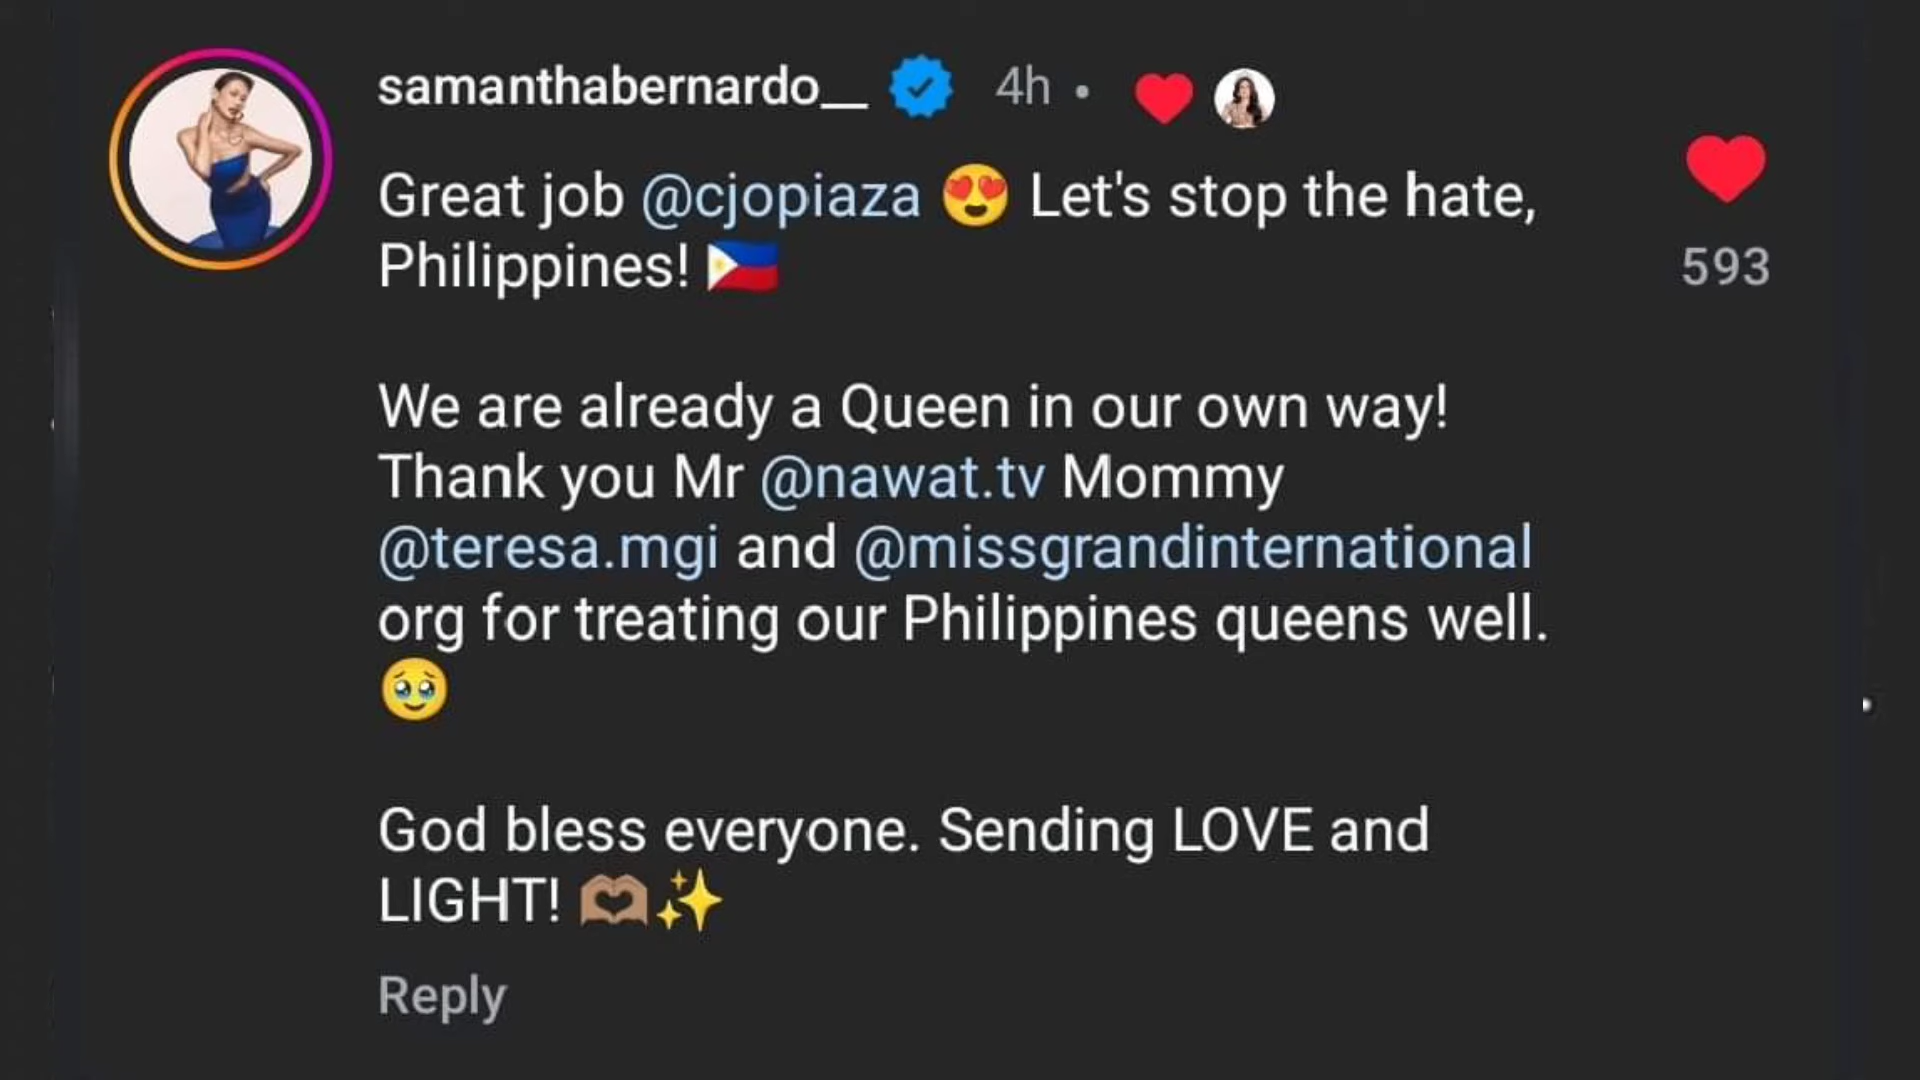 samanthabernardo__ 4h •
Great job @cjopiaza 😍 Let's stop the hate,
593
Philippines! 🇵🇭
We are already a Queen in our own way!
Thank you Mr @nawat.tv Mommy
@teresa.mgi and @missgrandinternational
org for treating our Philippines queens well.
🥹
God bless everyone. Sending LOVE and
LIGHT! 🫶🏽✨
Reply